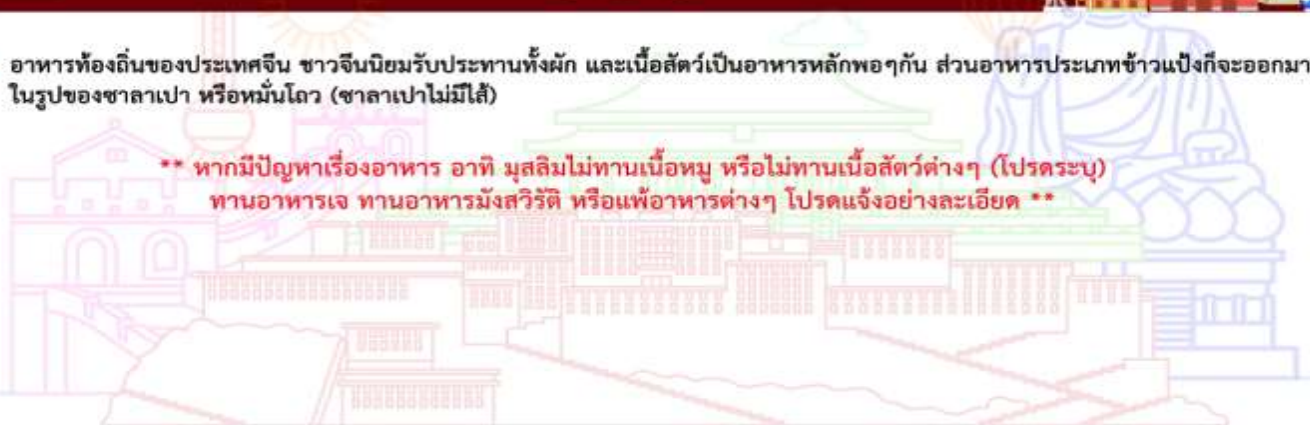 อาหารท้องถิ่นของประเทศจีน ชาวจีนนิยมรับประทานทั้งผัก และเนื้อสัตว์เป็นอาหารหลักพอๆกัน ส่วนอาหารประเภทข้าวแป้งก็จะออกมา
ในรูปของซาลาเปา หรือหมั่นโถว (ซาลาเปาไม่มีไส้)
** หากมีปัญหาเรื่องอาหาร อาทิ มุสลิมไม่ทานเนื้อหมู หรือไม่ทานเนื้อสัตว์ต่างๆ (โปรดระบุ)
ทานอาหารเจ ทานอาหารมังสวิรัติ หรือแพ้อาหารต่างๆ โปรดแจ้งอย่างละเอียด **